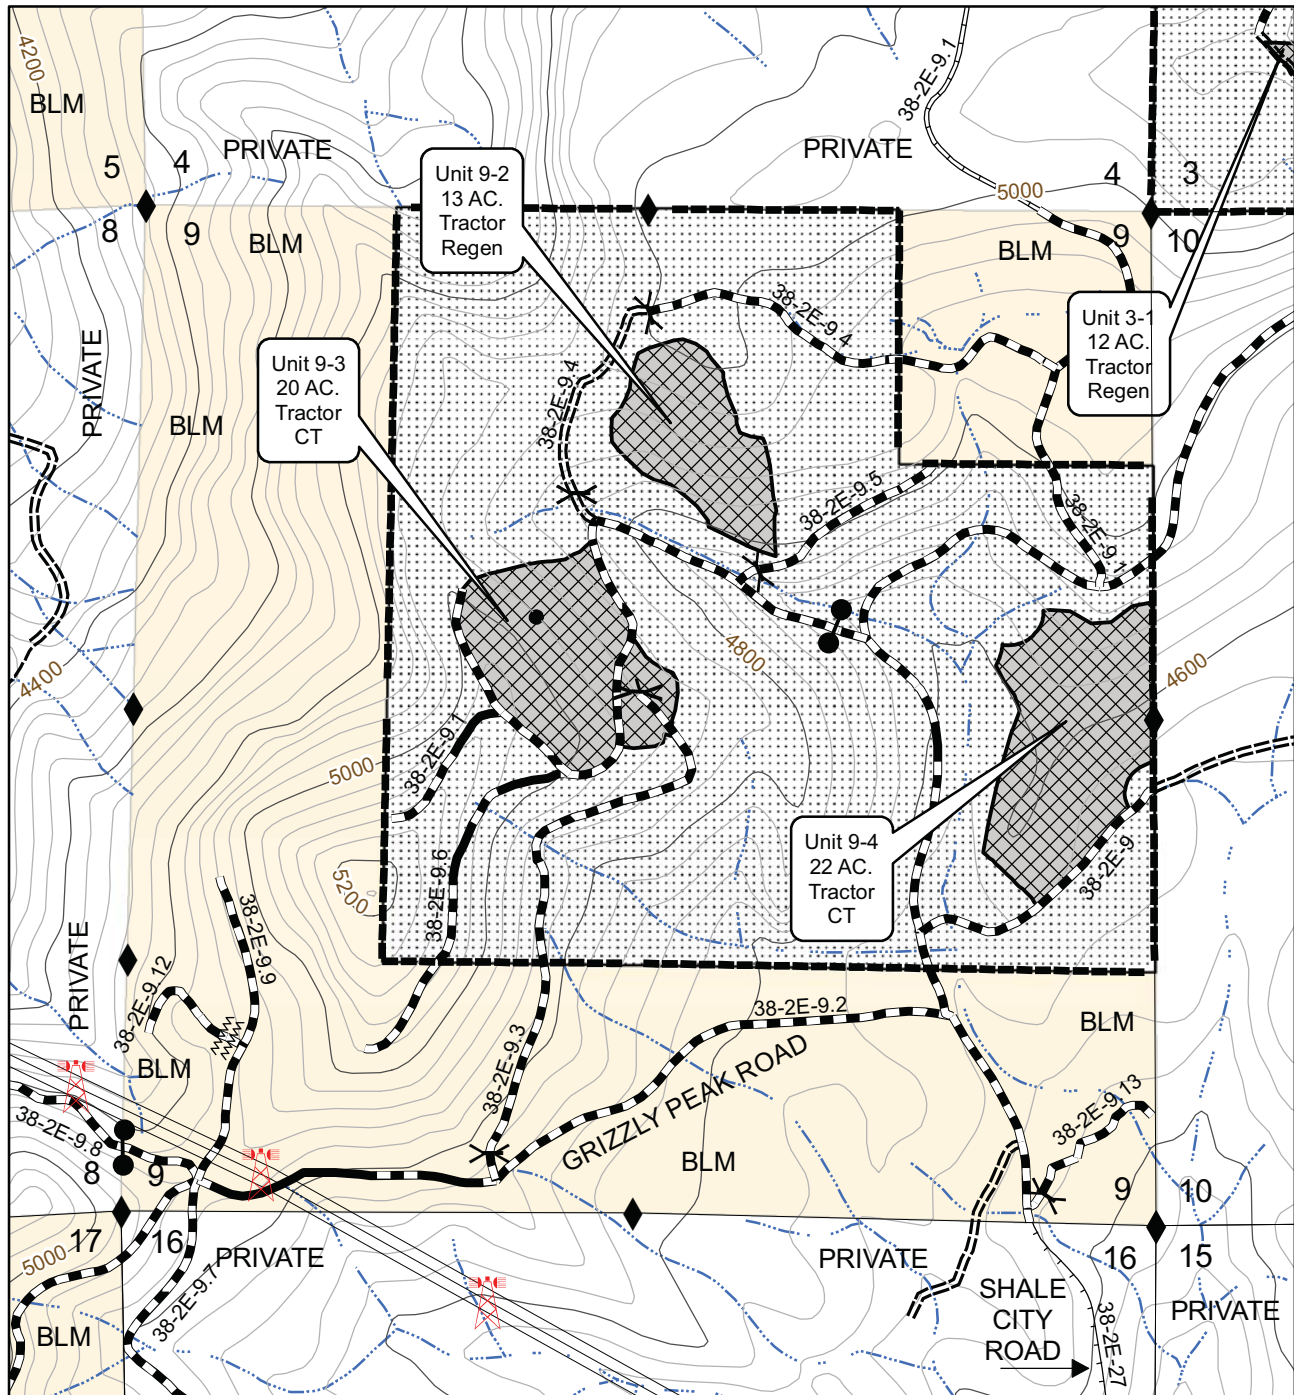 4200
BLM
38-2E-9.1
5
4
PRIVATE
PRIVATE
4
3
Unit 9-2
13 AC.
Tractor
Regen
5000
8
9
BLM
BLM
9
10
38-2E-9.4
Unit 3-1
12 AC.
Tractor
Regen
PRIVATE
Unit 9-3
20 AC.
Tractor
CT
BLM
38-2E-9.4
38-2E-9.5
38-2E-9.1
4400
4800
4600
38-2E-9.1
5000
Unit 9-4
22 AC.
Tractor
CT
38-2E-9
5200
38-2E-9.6
38-2E-9.9
PRIVATE
38-2E-9.12
38-2E-9.2
BLM
BLM
38-2E-9.3
GRIZZLY PEAK ROAD
38-2E-9.13
38-2E-9.8
BLM
8
9
9
10
17
16
5000
PRIVATE
PRIVATE
16
15
38-2E-9.7
SHALE
CITY
ROAD
PRIVATE
BLM
38-2E-27